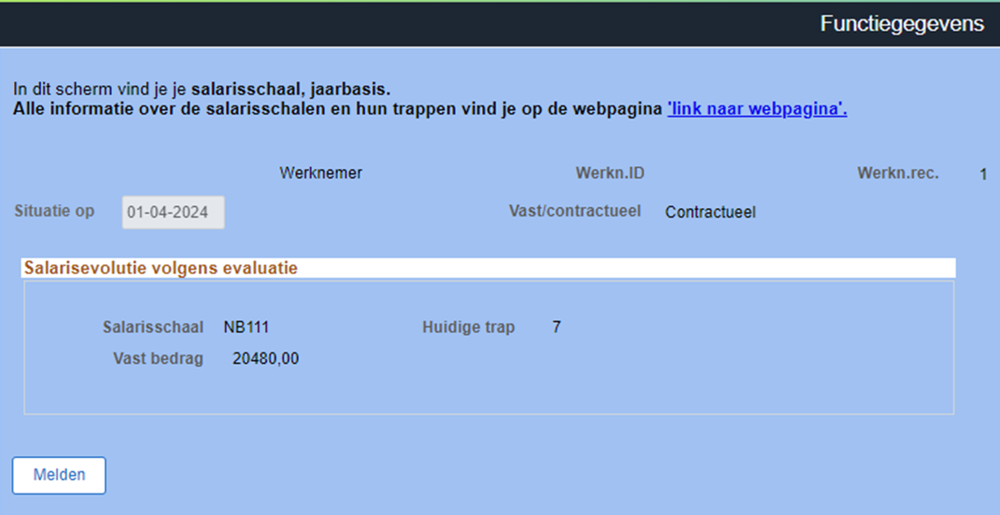 Functiegegevens
In dit scherm vind je je salarisschaal, jaarbasis.
Alle informatie over de salarisschalen en hun trappen vind je op de webpagina 'link naar webpagina'.
Werknemer Werkn.ID Werkn.rec. 1
Situatie op 01-04-2024 Vast/contractueel Contractueel
Salarisevolutie volgens evaluatie
Salarisschaal NB111 Huidige trap 7
Vast bedrag 20480,00
Melden